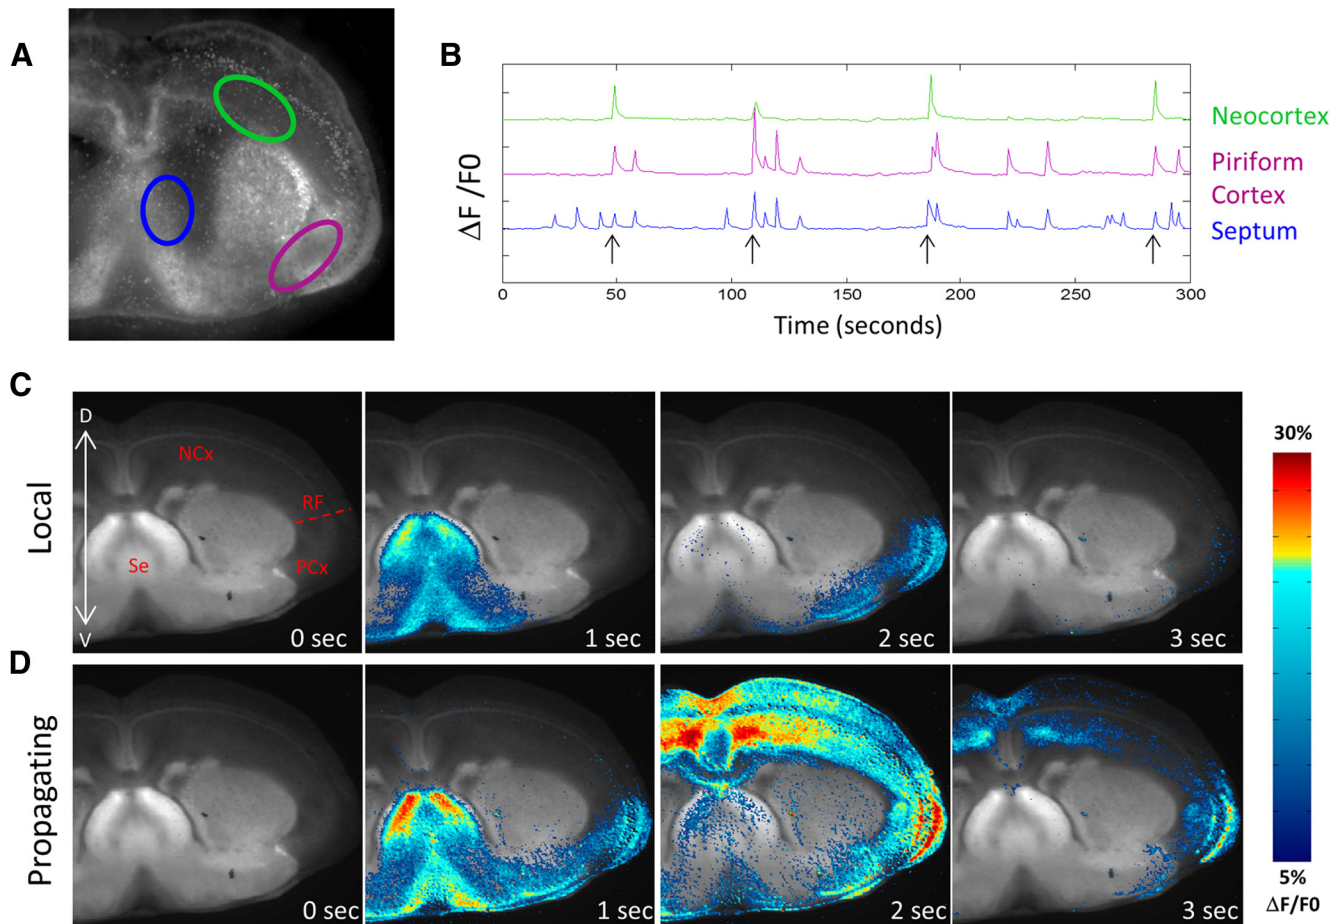 A
B
ΔF /F0
Neocortex
Piriform
Cortex
Septum
0 50 100 150 200 250 300
Time (seconds)
C
Local
D
NCx
RF
Se
PCx
V
0 sec
1 sec
2 sec
3 sec
30%
D
Propagating
0 sec
1 sec
2 sec
3 sec
5%
ΔF/F0